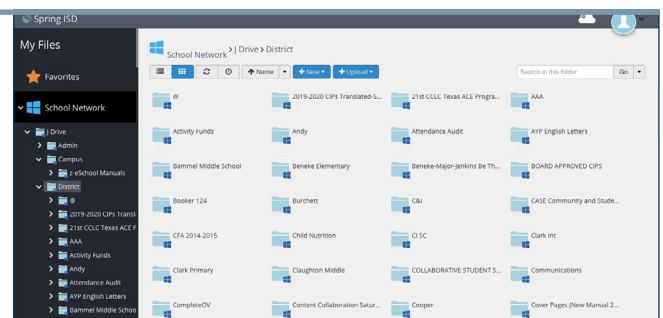 Spring ISD
My Files
Favorites
School Network
J Drive
Admin
Campus
z-eSchool Manuals
District
@
2019-2020 CIPs Transl
21st CCLC Texas ACE P
AAA
Activity Funds
Andy
Attendance Audit
AYP English Letters
Bammel Middle Schoo
School Network > J Drive > District
Name + New + Upload Search in this folder Go
@ 2019-2020 CIPs Translated-S... 21st CCLC Texas ACE Progra... AAA
Activity Funds Andy Attendance Audit AYP English Letters
Bammel Middle School Beneke Elementary Beneke-Major-Jenkins Be Th... BOARD APPROVED CIPS
Booker 124 Burchett C&I CASE Community and Stude...
CFA 2014-2015 Child Nutrition CI SC Clark Int
Clark Primary Claughton Middle COLLABORATIVE STUDENT S... Communications
CompleteOV Content Collaboration Satur... Cooper Cover Pages (New Manual 2...